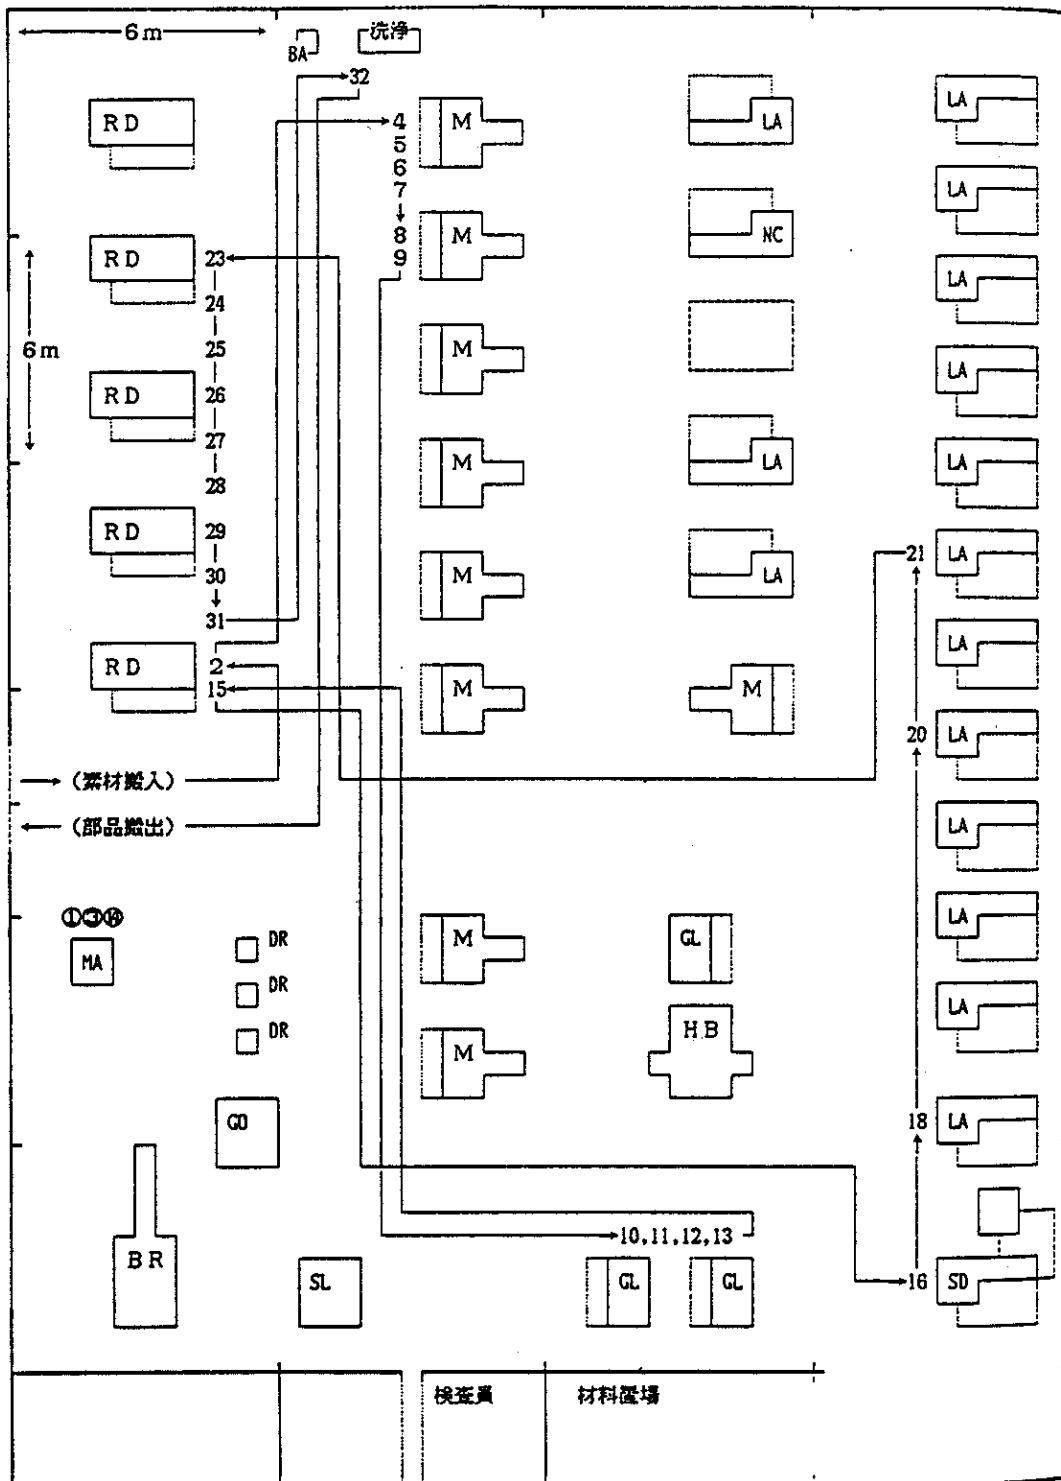 6m
BA
洗浄
32
RD
4
M
LA
LA
5
6
7
LA
8
RD
23
9
M
NC
LA
24
6m
25
M
LA
RD
26
27
M
LA
LA
28
RD
29
21
LA
30
M
LA
31
LA
RD
2
15
M
M
20
LA
(素材搬入)
(部品搬出)
LA
①③⑭
MA
DR
M
GL
LA
DR
HB
LA
DR
M
GO
18
LA
10,11,12,13
BR
SL
GL
GL
16
SD
検査員
材料置場